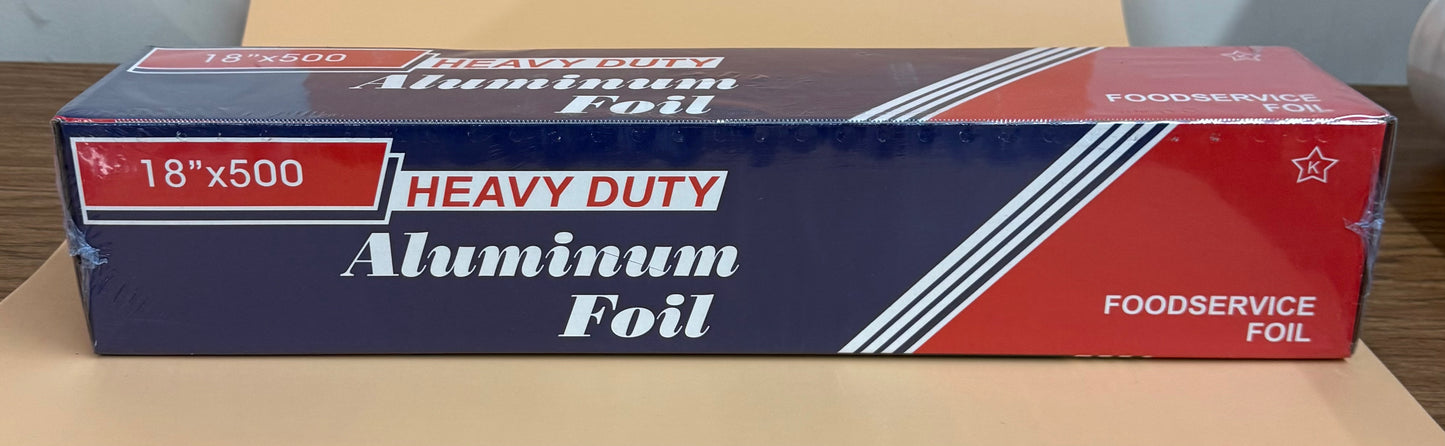 18”x500
HEAVY DUTY
Aluminum
Foil
FOODSERVICE
FOIL
18”x500
HEAVY DUTY
Aluminum
Foil
K
FOODSERVICE
FOIL